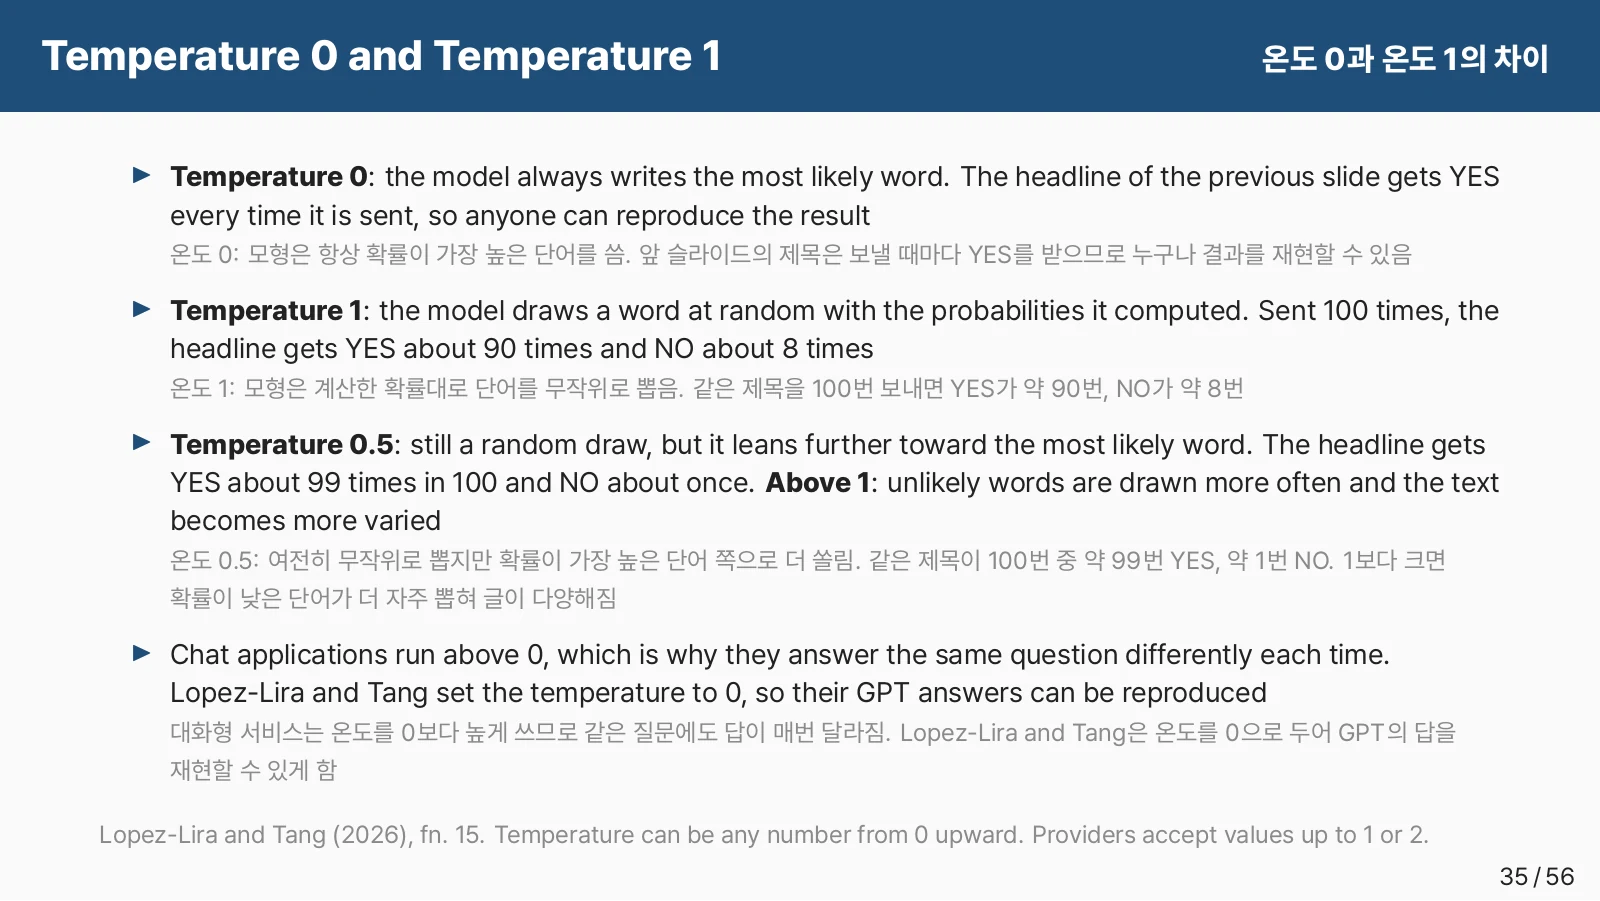 Temperature 0 and Temperature 1
온도 0과 온도 1의 차이
Temperature 0: the model always writes the most likely word. The headline of the previous slide gets YES
every time it is sent, so anyone can reproduce the result
온도 0: 모형은 항상 확률이 가장 높은 단어를 씀. 앞 슬라이드의 제목은 보낼 때마다 YES를 받으므로 누구나 결과를 재현할 수 있음
Temperature 1: the model draws a word at random with the probabilities it computed. Sent 100 times, the
headline gets YES about 90 times and NO about 8 times
온도 1: 모형은 계산한 확률대로 단어를 무작위로 뽑음. 같은 제목을 100번 보내면 YES가 약 90번, NO가 약 8번
Temperature 0.5: still a random draw, but it leans further toward the most likely word. The headline gets
YES about 99 times in 100 and NO about once. Above 1: unlikely words are drawn more often and the text
becomes more varied
온도 0.5: 여전히 무작위로 뽑지만 확률이 가장 높은 단어 쪽으로 더 쏠림. 같은 제목이 100번 중 약 99번 YES, 약 1번 NO. 1보다 크면
확률이 낮은 단어가 더 자주 뽑혀 글이 다양해짐
Chat applications run above 0, which is why they answer the same question differently each time.
Lopez-Lira and Tang set the temperature to 0, so their GPT answers can be reproduced
대화형 서비스는 온도를 0보다 높게 쓰므로 같은 질문에도 답이 매번 달라짐. Lopez-Lira and Tang은 온도를 0으로 두어 GPT의 답을
재현할 수 있게 함
Lopez-Lira and Tang (2026), fn. 15. Temperature can be any number from 0 upward. Providers accept values up to 1 or 2.
35 / 56